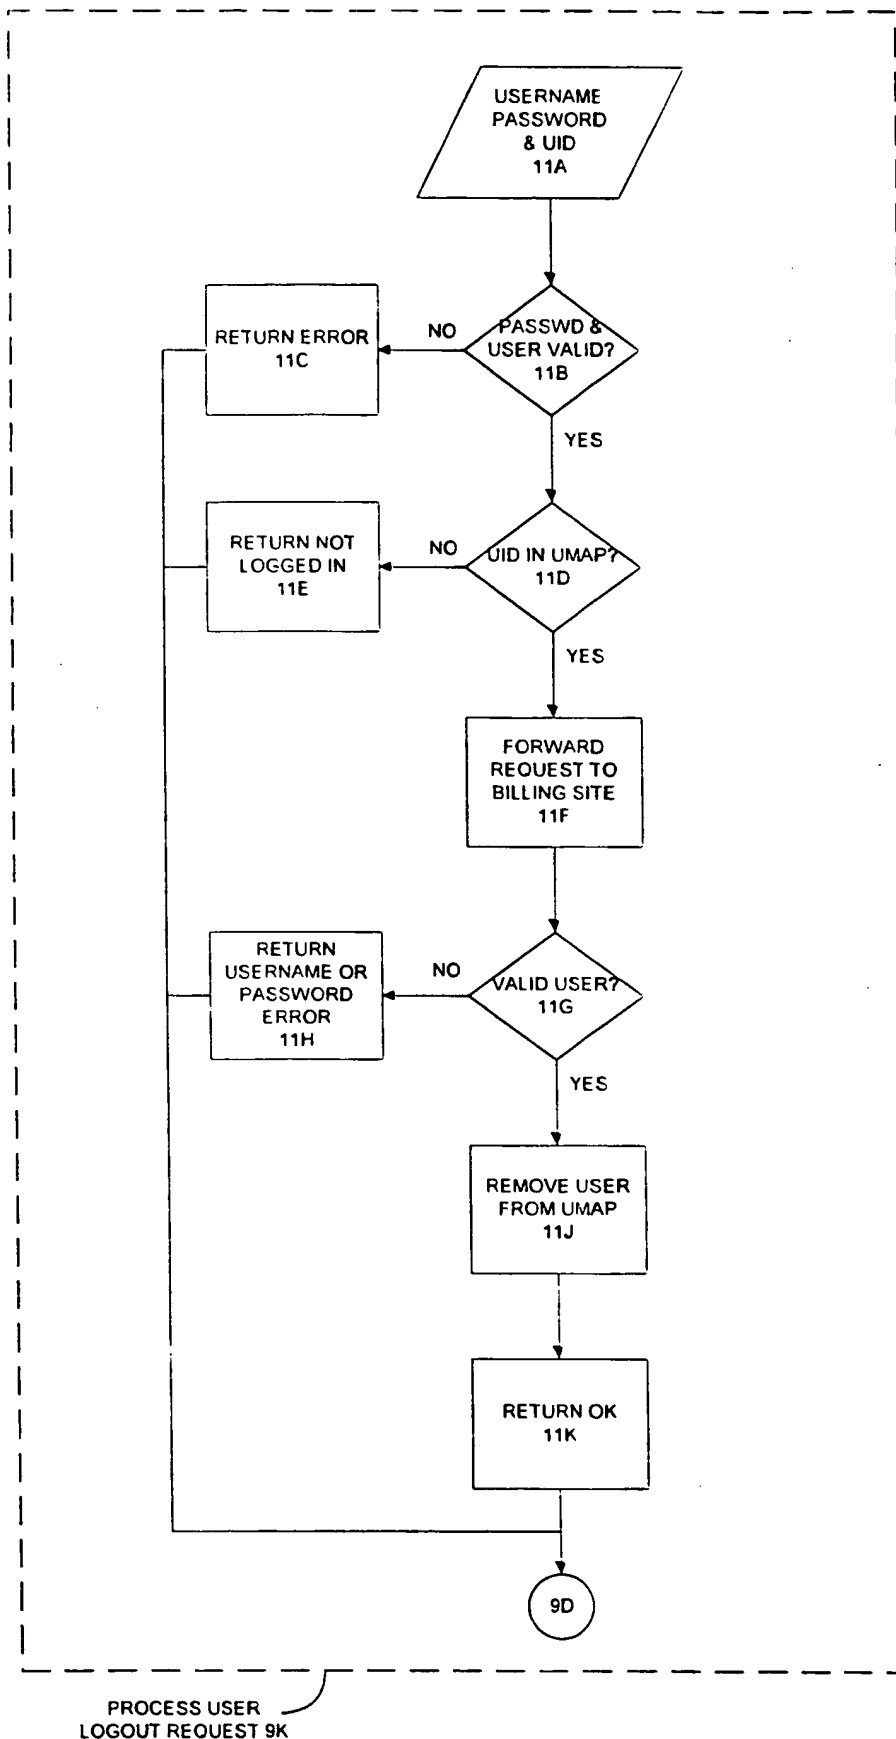 USERNAME
PASSWORD
& UID
11A
PASSWD &
USER VALID?
11B
NO
RETURN ERROR
11C
YES
UID IN UMAP?
11D
NO
RETURN NOT
LOGGED IN
11E
YES
FORWARD
REQUEST TO
BILLING SITE
11F
VALID USER?
11G
NO
RETURN
USERNAME OR
PASSWORD
ERROR
11H
YES
REMOVE USER
FROM UMAP
11J
RETURN OK
11K
9D
PROCESS USER
LOGOUT REQUEST 9K